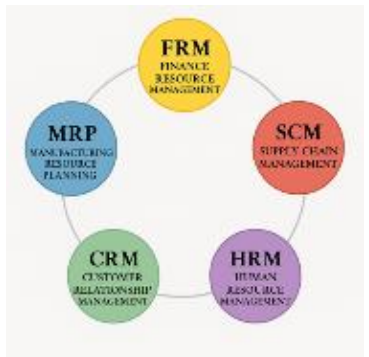 FRM
FINANCE
RESOURCE
MANAGEMENT
SCM
SUPPLY CHAIN
MANAGEMENT
HRM
HUMAN
RESOURCE
MANAGEMENT
CRM
CUSTOMER
RELATIONSHIP
MANAGEMENT
MRP
MANUFACTURING
RESOURCE
PLANNING